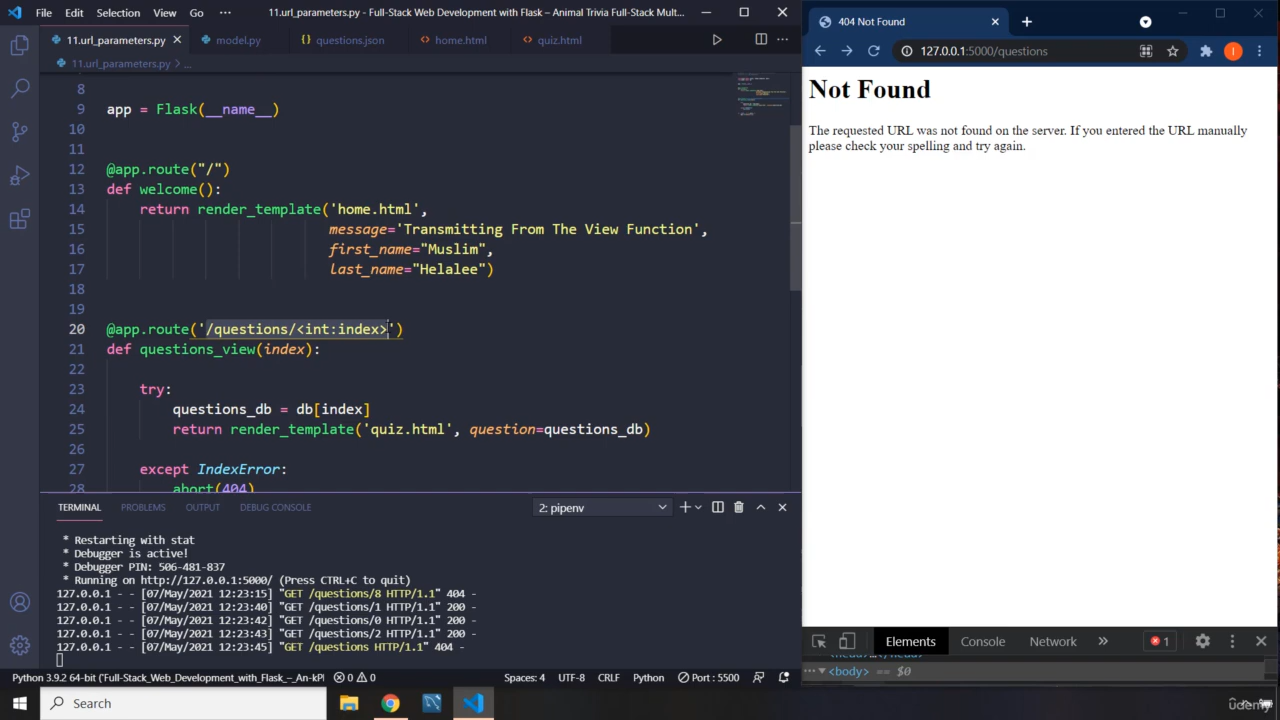 File Edit Selection View Go ··· 11.url_parameters.py - Full-Stack Web Development with Flask – Animal Trivia Full-Stack Mult...
11.url_parameters.py model.py questions.json home.html quiz.html
11.url_parameters.py > ...
8
9 app = Flask(__name__)
10
11
12 @app.route("/")
13 def welcome():
14 return render_template('home.html',
15 message='Transmitting From The View Function',
16 first_name="Muslim",
17 last_name="Helalee")
18
19
20 @app.route('/questions/<int:index>')
21 def questions_view(index):
22
23 try:
24 questions_db = db[index]
25 return render_template('quiz.html', question=questions_db)
26
27 except IndexError:
28 abort(404)
TERMINAL PROBLEMS OUTPUT DEBUG CONSOLE 2: pipenv
* Restarting with stat
* Debugger is active!
* Debugger PIN: 506-481-837
* Running on http://127.0.0.1:5000/ (Press CTRL+C to quit)
127.0.0.1 - - [07/May/2021 12:23:15] "GET /questions/8 HTTP/1.1" 404 -
127.0.0.1 - - [07/May/2021 12:23:40] "GET /questions/1 HTTP/1.1" 200 -
127.0.0.1 - - [07/May/2021 12:23:42] "GET /questions/0 HTTP/1.1" 200 -
127.0.0.1 - - [07/May/2021 12:23:43] "GET /questions/2 HTTP/1.1" 200 -
127.0.0.1 - - [07/May/2021 12:23:45] "GET /questions HTTP/1.1" 404 -
Python 3.9.2 64-bit 0 0 Spaces: 4 UTF-8 CRLF Python Port : 5500
404 Not Found
127.0.0.1:5000/questions
I
Not Found
The requested URL was not found on the server. If you entered the URL manually
please check your spelling and try again.
Elements Console Network » 1
<body> == $0
Search
udemy